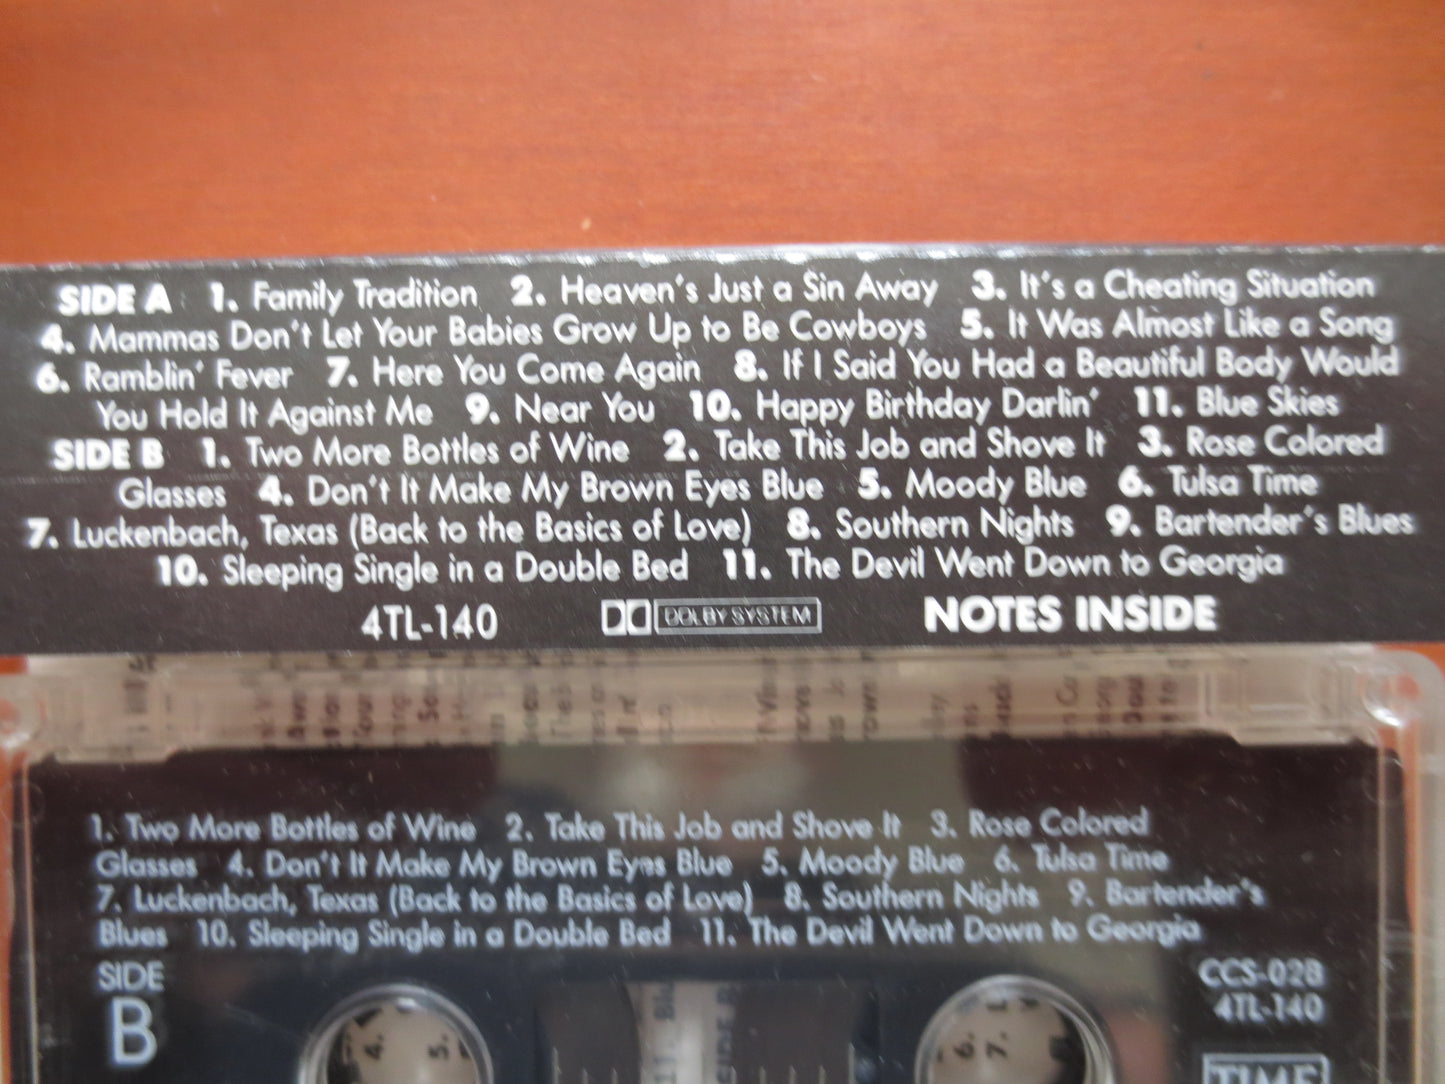 SIDE A 1. Family Tradition 2. Heaven's Just a Sin Away 3. It's a Cheating Situation
4. Mammas Don't Let Your Babies Grow Up to Be Cowboys 5. It Was Almost Like a Song
6. Ramblin' Fever 7. Here You Come Again 8. If I Said You Had a Beautiful Body Would
You Hold It Against Me 9. Near You 10. Happy Birthday Darlin' 11. Blue Skies
SIDE B 1. Two More Bottles of Wine 2. Take This Job and Shove It 3. Rose Colored
Glasses 4. Don't It Make My Brown Eyes Blue 5. Moody Blue 6. Tulsa Time
7. Luckenbach, Texas (Back to the Basics of Love) 8. Southern Nights 9. Bartender's Blues
10. Sleeping Single in a Double Bed 11. The Devil Went Down to Georgia
4TL-140 DOLBY SYSTEM NOTES INSIDE
1. Two More Bottles of Wine 2. Take This Job and Shove It 3. Rose Colored
Glasses 4. Don't It Make My Brown Eyes Blue 5. Moody Blue 6. Tulsa Time
7. Luckenbach, Texas (Back to the Basics of Love) 8. Southern Nights 9. Bartender's
Blues 10. Sleeping Single in a Double Bed 11. The Devil Went Down to Georgia
SIDE
B
CCS-028
4TL-140
4. 5.
6. 7.
TIME